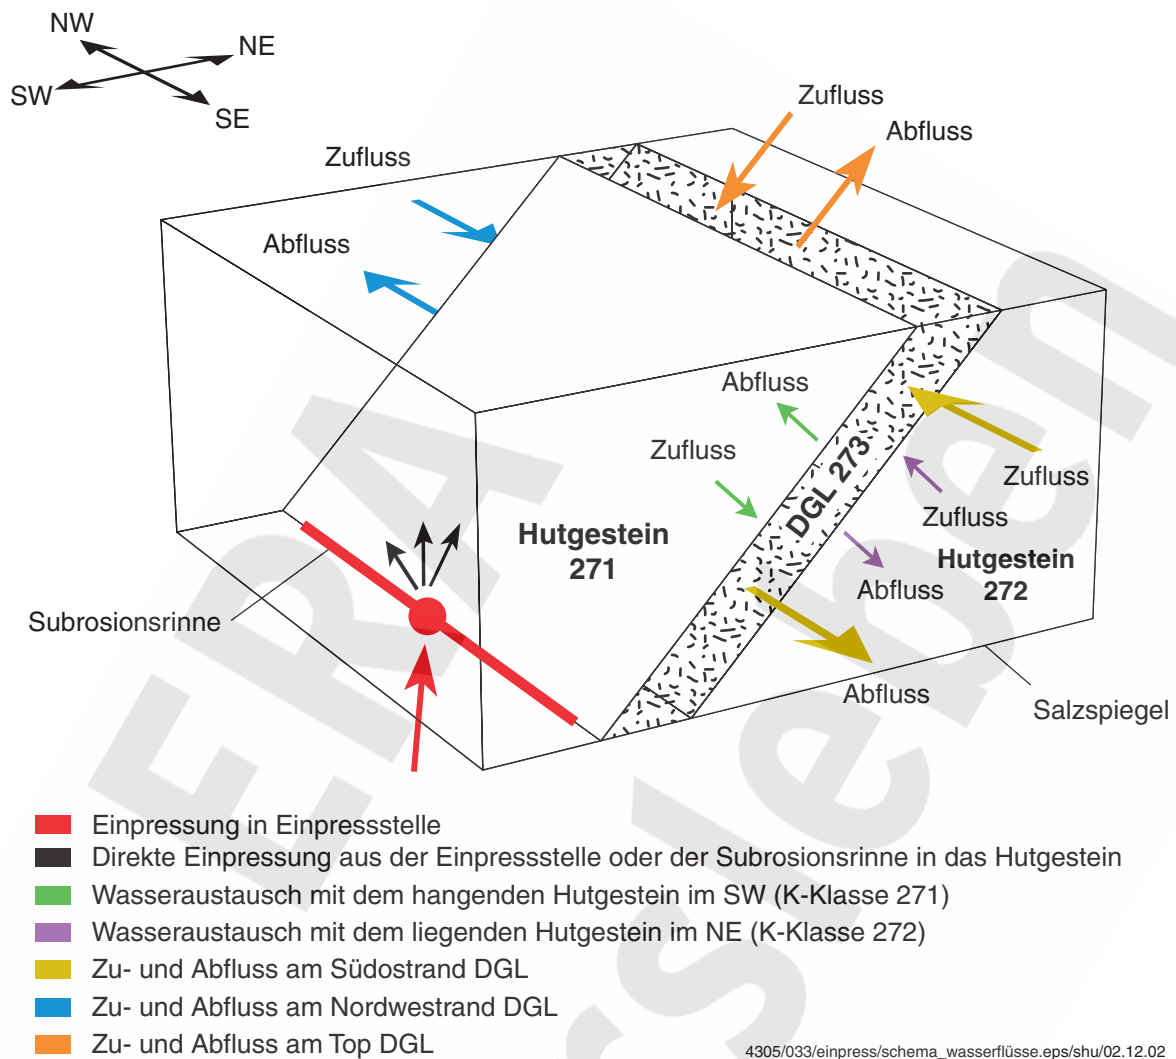 NW
NE
SW
SE
Zufluss
Abfluss
Zufluss
Abfluss
Abfluss
Zufluss
DGL 273
Zufluss
Zufluss
Hutgestein
271
Hutgestein
272
Abfluss
Abfluss
Subrosionsrinne
Salzspiegel
Einpressung in Einpressstelle
Direkte Einpressung aus der Einpressstelle oder der Subrosionsrinne in das Hutgestein
Wasseraustausch mit dem hangenden Hutgestein im SW (K-Klasse 271)
Wasseraustausch mit dem liegenden Hutgestein im NE (K-Klasse 272)
Zu- und Abfluss am Südostrand DGL
Zu- und Abfluss am Nordwestrand DGL
Zu- und Abfluss am Top DGL
4305/033/einpress/schema_wasserflüsse.eps/shu/02.12.02
ERA
sleben